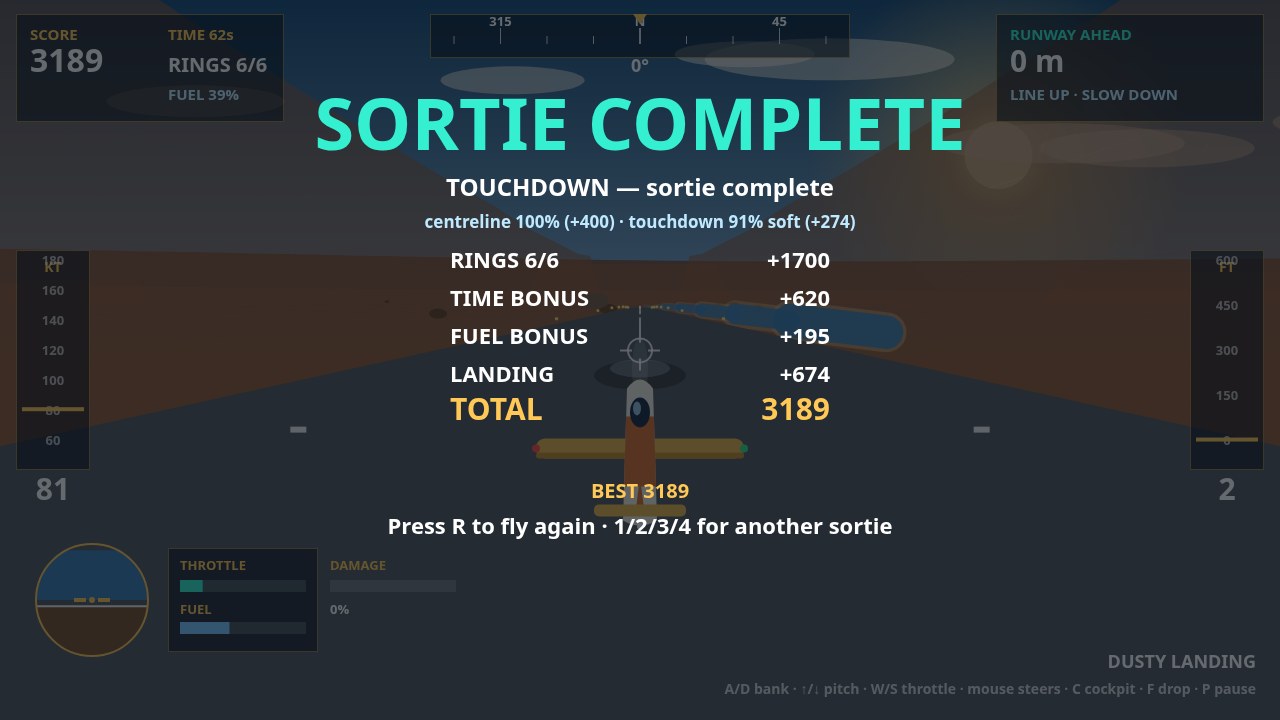 SCORE
3189
TIME 62s
RINGS 6/6
FUEL 39%
315 N 45
0°
RUNWAY AHEAD
0 m
LINE UP · SLOW DOWN
SORTIE COMPLETE
TOUCHDOWN — sortie complete
centreline 100% (+400) · touchdown 91% soft (+274)
RINGS 6/6 +1700
TIME BONUS +620
FUEL BONUS +195
LANDING +674
TOTAL 3189
BEST 3189
Press R to fly again · 1/2/3/4 for another sortie
180
KT
160
140
120
100
80
60
81
600
FT
450
300
150
0
2
THROTTLE
FUEL
DAMAGE
0%
DUSTY LANDING
A/D bank · ↑/↓ pitch · W/S throttle · mouse steers · C cockpit · F drop · P pause